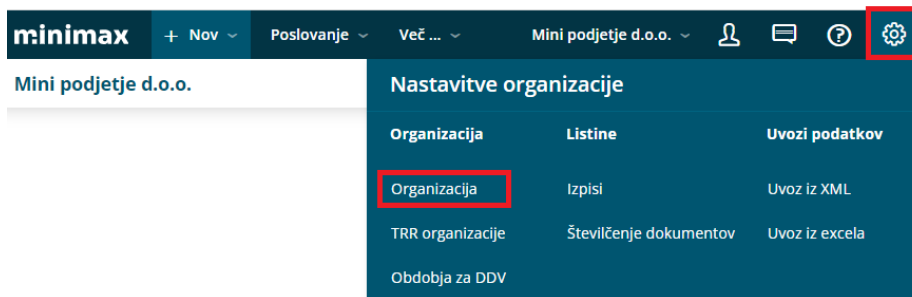 minimax + Nov Poslovanje Več ... Mini podjetje d.o.o.
Mini podjetje d.o.o.
Nastavitve organizacije
Organizacija Listine Uvozi podatkov
Organizacija Izpisi Uvoz iz XML
TRR organizacije Številčenje dokumentov Uvoz iz excela
Obdobja za DDV